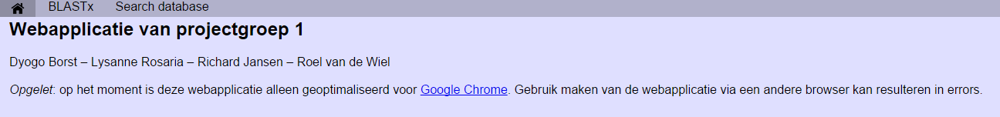 BLASTx Search database
Webapplicatie van projectgroep 1
Dyogo Borst – Lysanne Rosaria – Richard Jansen – Roel van de Wiel
Opgelet: op het moment is deze webapplicatie alleen geoptimaliseerd voor Google Chrome. Gebruik maken van de webapplicatie via een andere browser kan resulteren in errors.